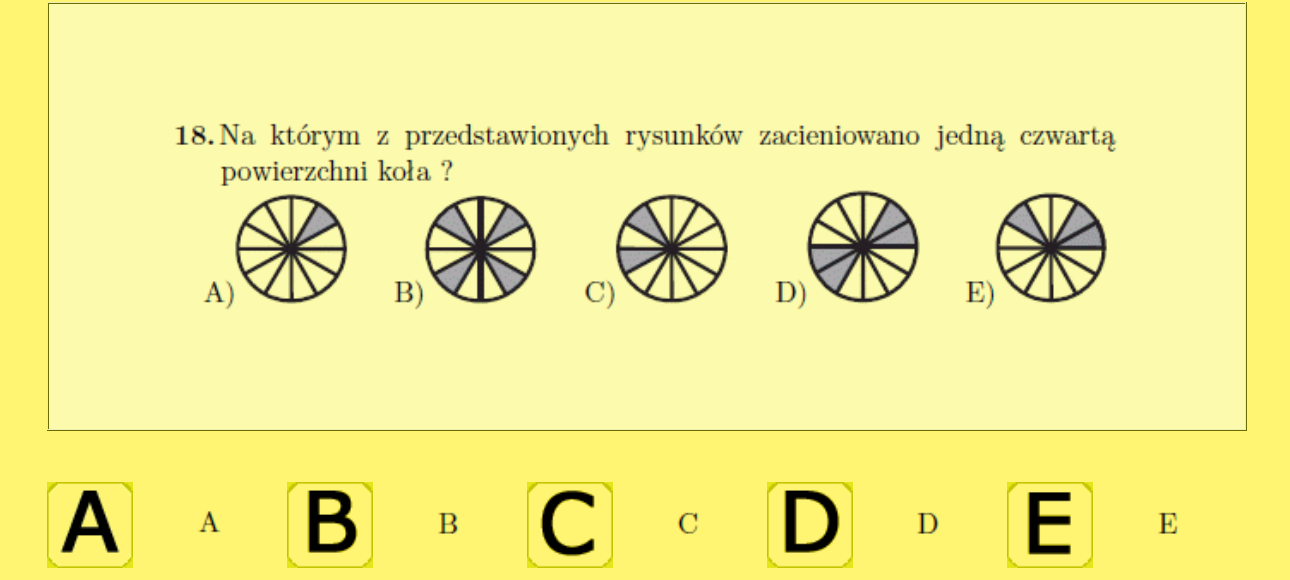 18. Na którym z przedstawionych rysunków zacieniowano jedną czwartą
powierzchni koła ?
A) B) C) D) E)
A A B B C C D D E E